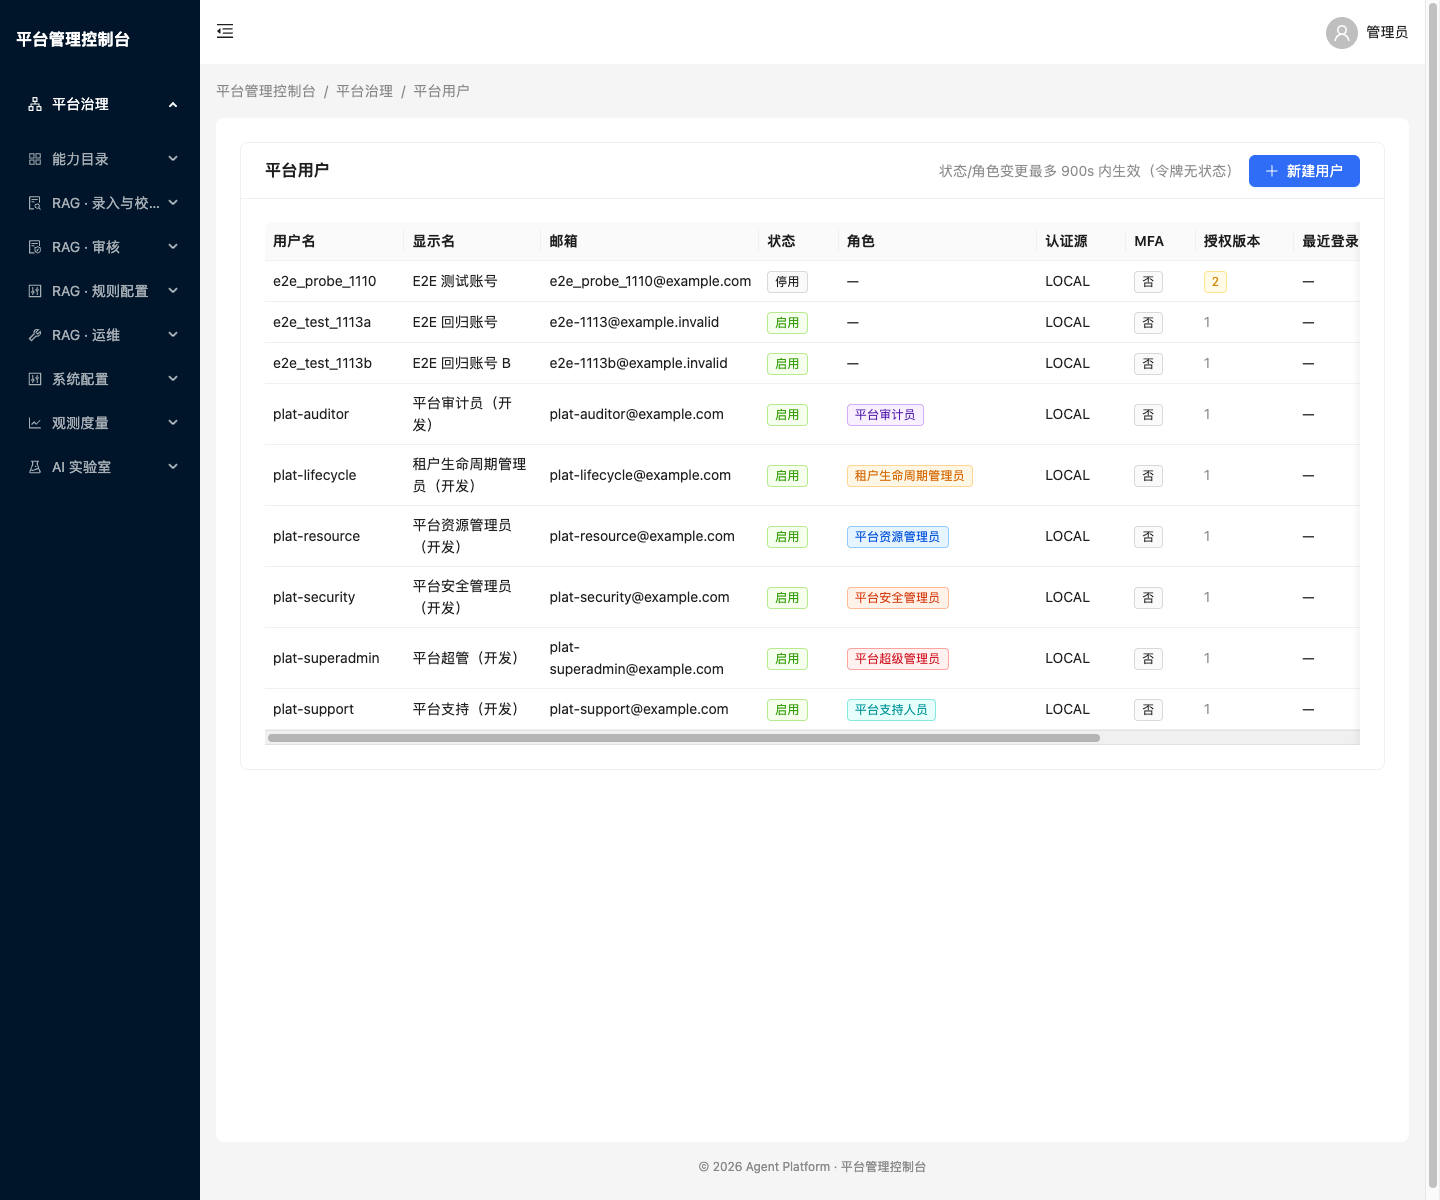 平台管理控制台
管理员
平台治理
能力目录
RAG · 录入与校...
RAG · 审核
RAG · 规则配置
RAG · 运维
系统配置
观测度量
AI 实验室
平台管理控制台 / 平台治理 / 平台用户
平台用户
状态/角色变更最多 900s 内生效（令牌无状态）
新建用户
用户名 显示名 邮箱 状态 角色 认证源 MFA 授权版本 最近登录
e2e_probe_1110 E2E 测试账号 e2e_probe_1110@example.com 停用 — LOCAL 否 2 —
e2e_test_1113a E2E 回归账号 e2e-1113@example.invalid 启用 — LOCAL 否 1 —
e2e_test_1113b E2E 回归账号 B e2e-1113b@example.invalid 启用 — LOCAL 否 1 —
plat-auditor 平台审计员（开
发） plat-auditor@example.com 启用 平台审计员 LOCAL 否 1 —
plat-lifecycle 租户生命周期管理
员（开发） plat-lifecycle@example.com 启用 租户生命周期管理员 LOCAL 否 1 —
plat-resource 平台资源管理员
（开发） plat-resource@example.com 启用 平台资源管理员 LOCAL 否 1 —
plat-security 平台安全管理员
（开发） plat-security@example.com 启用 平台安全管理员 LOCAL 否 1 —
plat-superadmin 平台超管（开发） plat-
superadmin@example.com 启用 平台超级管理员 LOCAL 否 1 —
plat-support 平台支持（开发） plat-support@example.com 启用 平台支持人员 LOCAL 否 1 —
© 2026 Agent Platform · 平台管理控制台